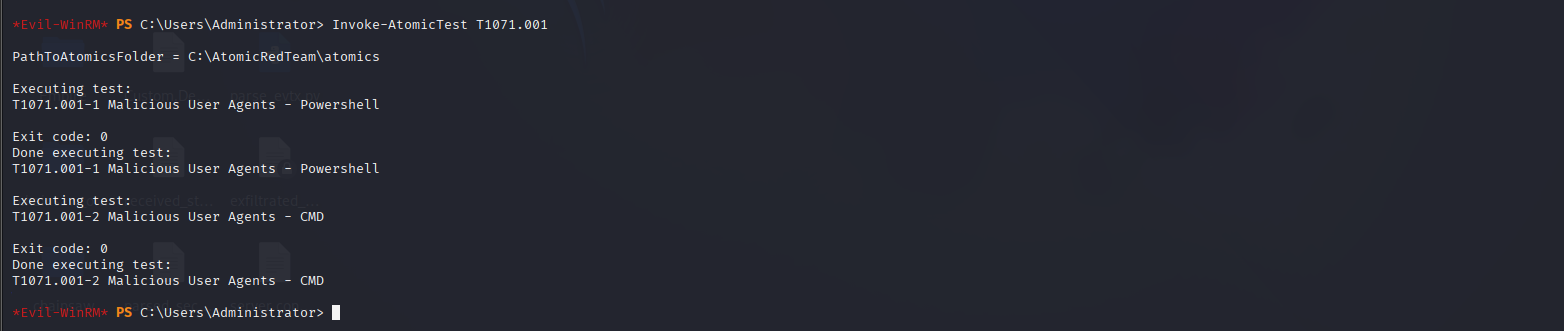 *Evil-WinRM* PS C:\Users\Administrator> Invoke-AtomicTest T1071.001
PathToAtomicsFolder = C:\AtomicRedTeam\atomics
Executing test:
T1071.001-1 Malicious User Agents - Powershell
Exit code: 0
Done executing test:
T1071.001-1 Malicious User Agents - Powershell
Executing test:
T1071.001-2 Malicious User Agents - CMD
Exit code: 0
Done executing test:
T1071.001-2 Malicious User Agents - CMD
*Evil-WinRM* PS C:\Users\Administrator>